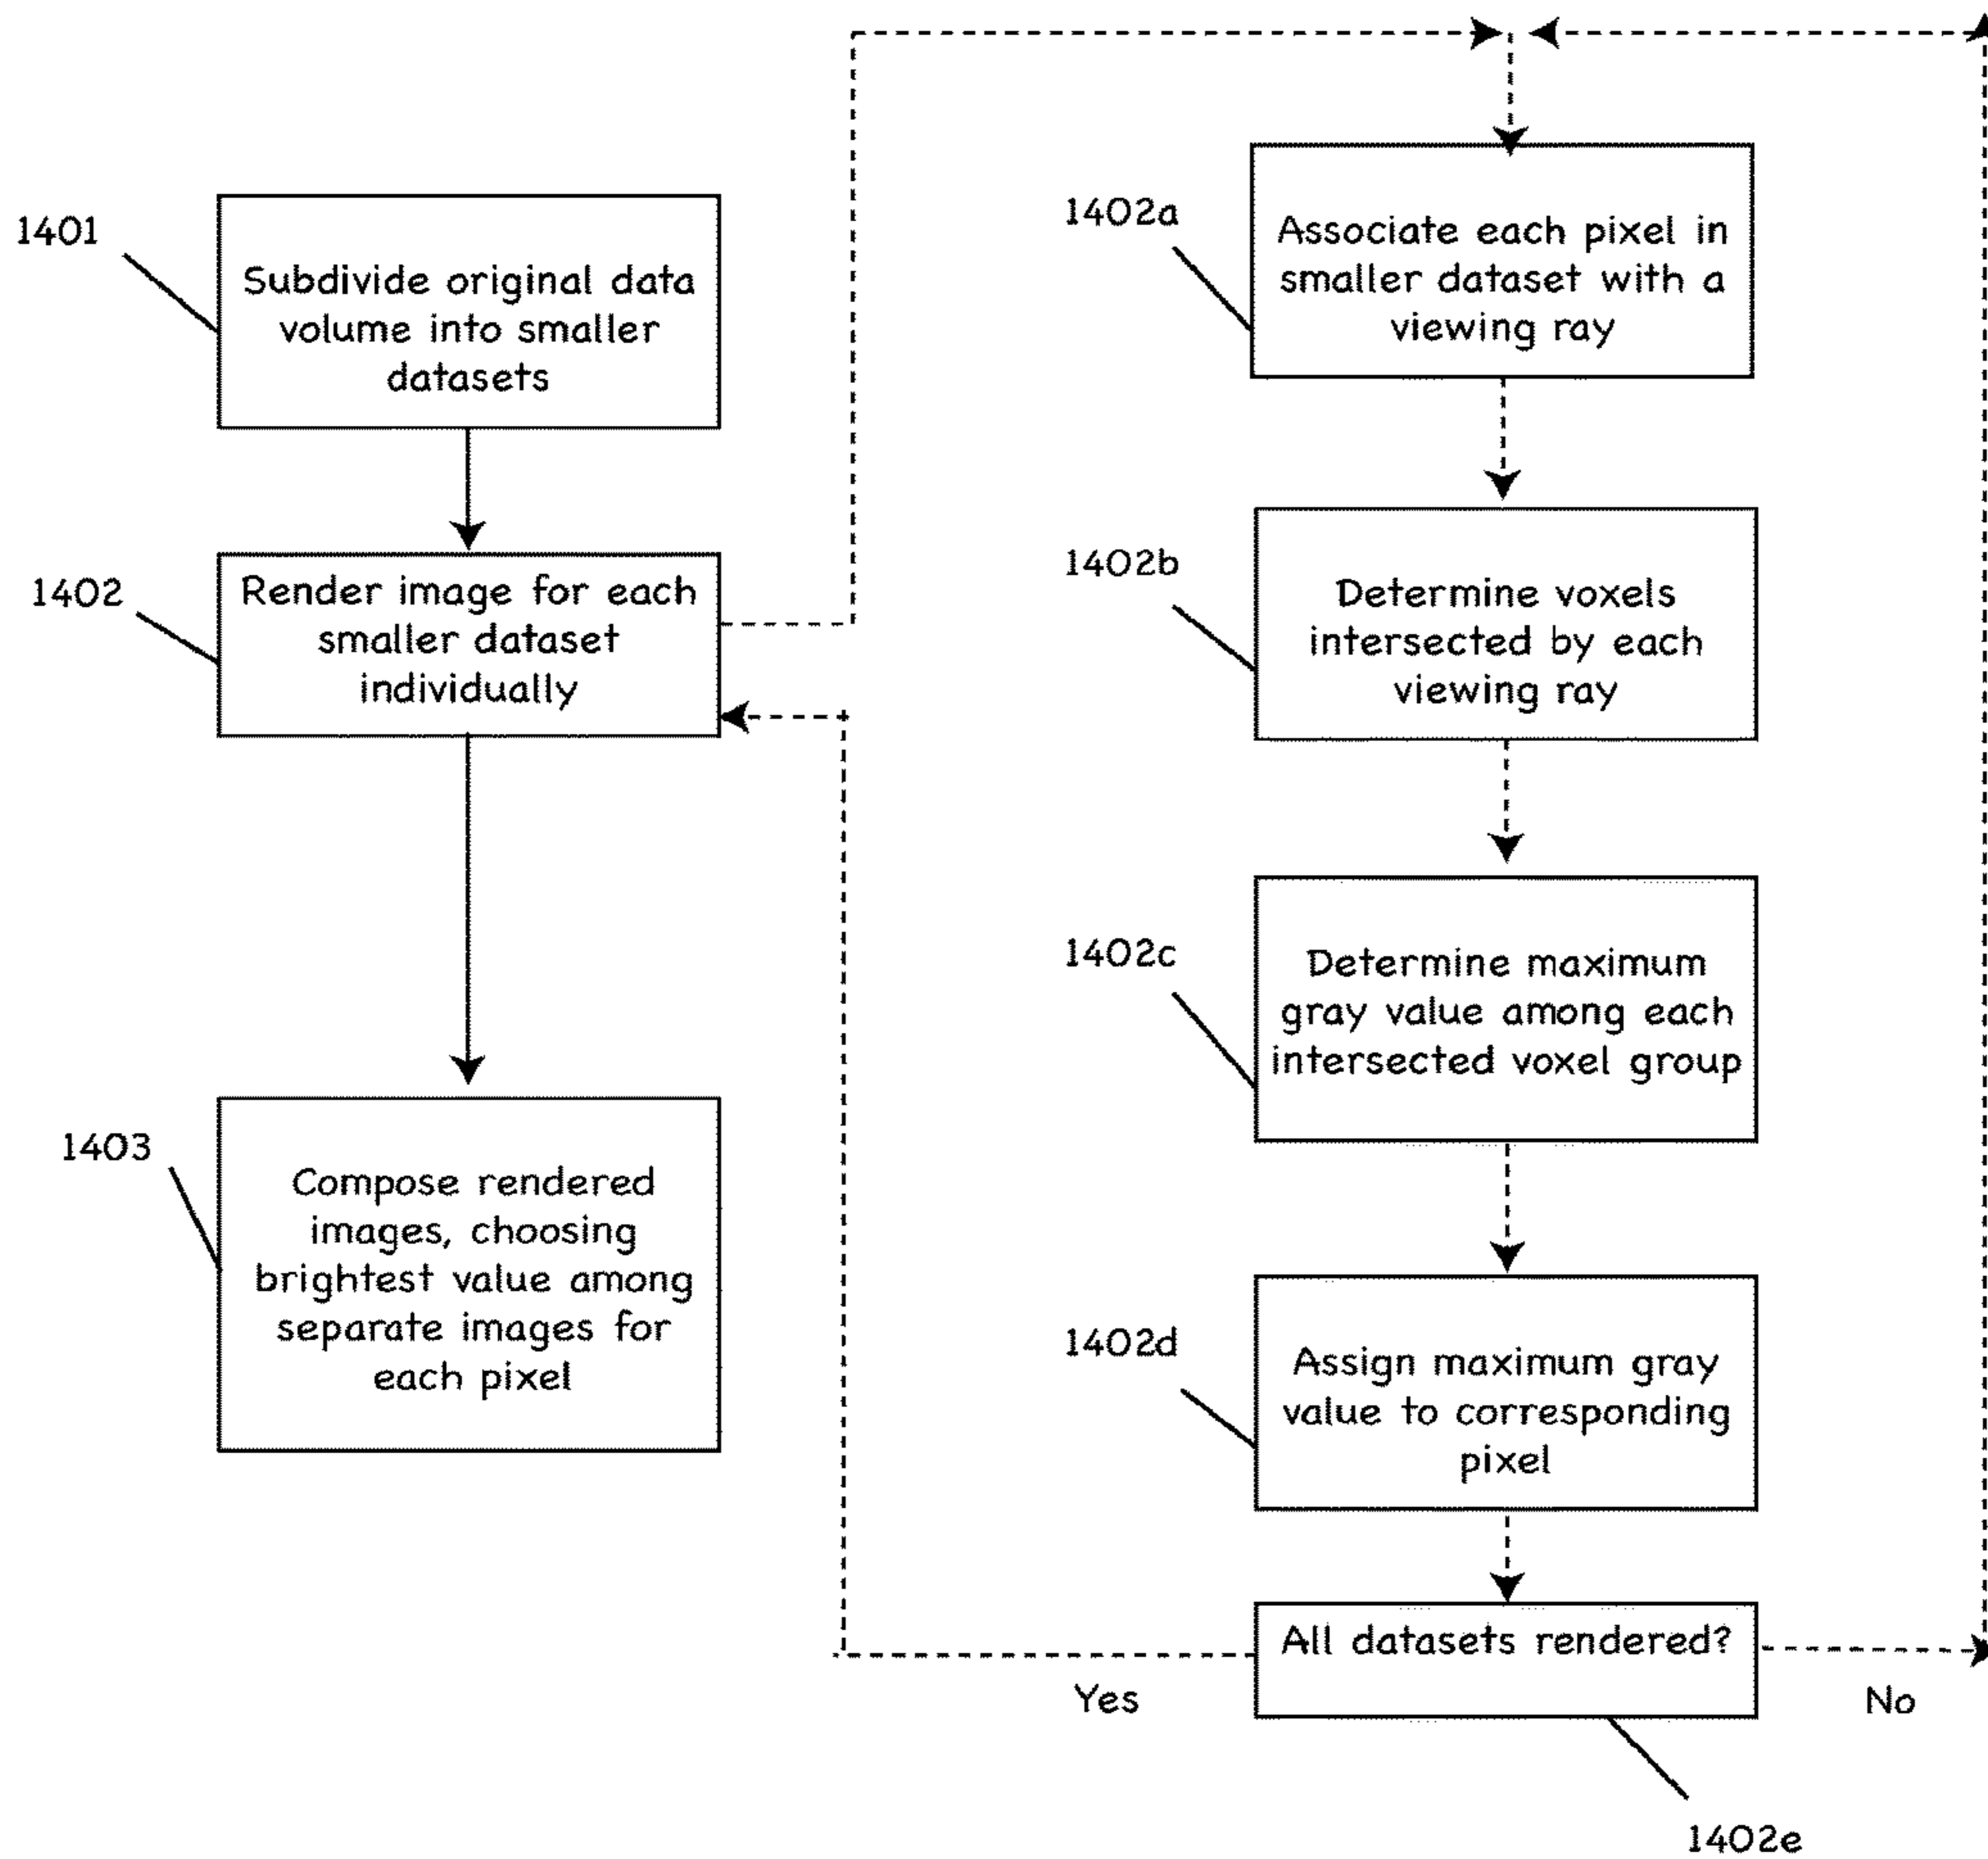 1401
Subdivide original data
volume into smaller
datasets
1402
Render image for each
smaller dataset
individually
1403
Compose rendered
images, choosing
brightest value among
separate images for
each pixel
1402a
Associate each pixel in
smaller dataset with a
viewing ray
1402b
Determine voxels
intersected by each
viewing ray
1402c
Determine maximum
gray value among each
intersected voxel group
1402d
Assign maximum gray
value to corresponding
pixel
All datasets rendered?
Yes
No
1402e